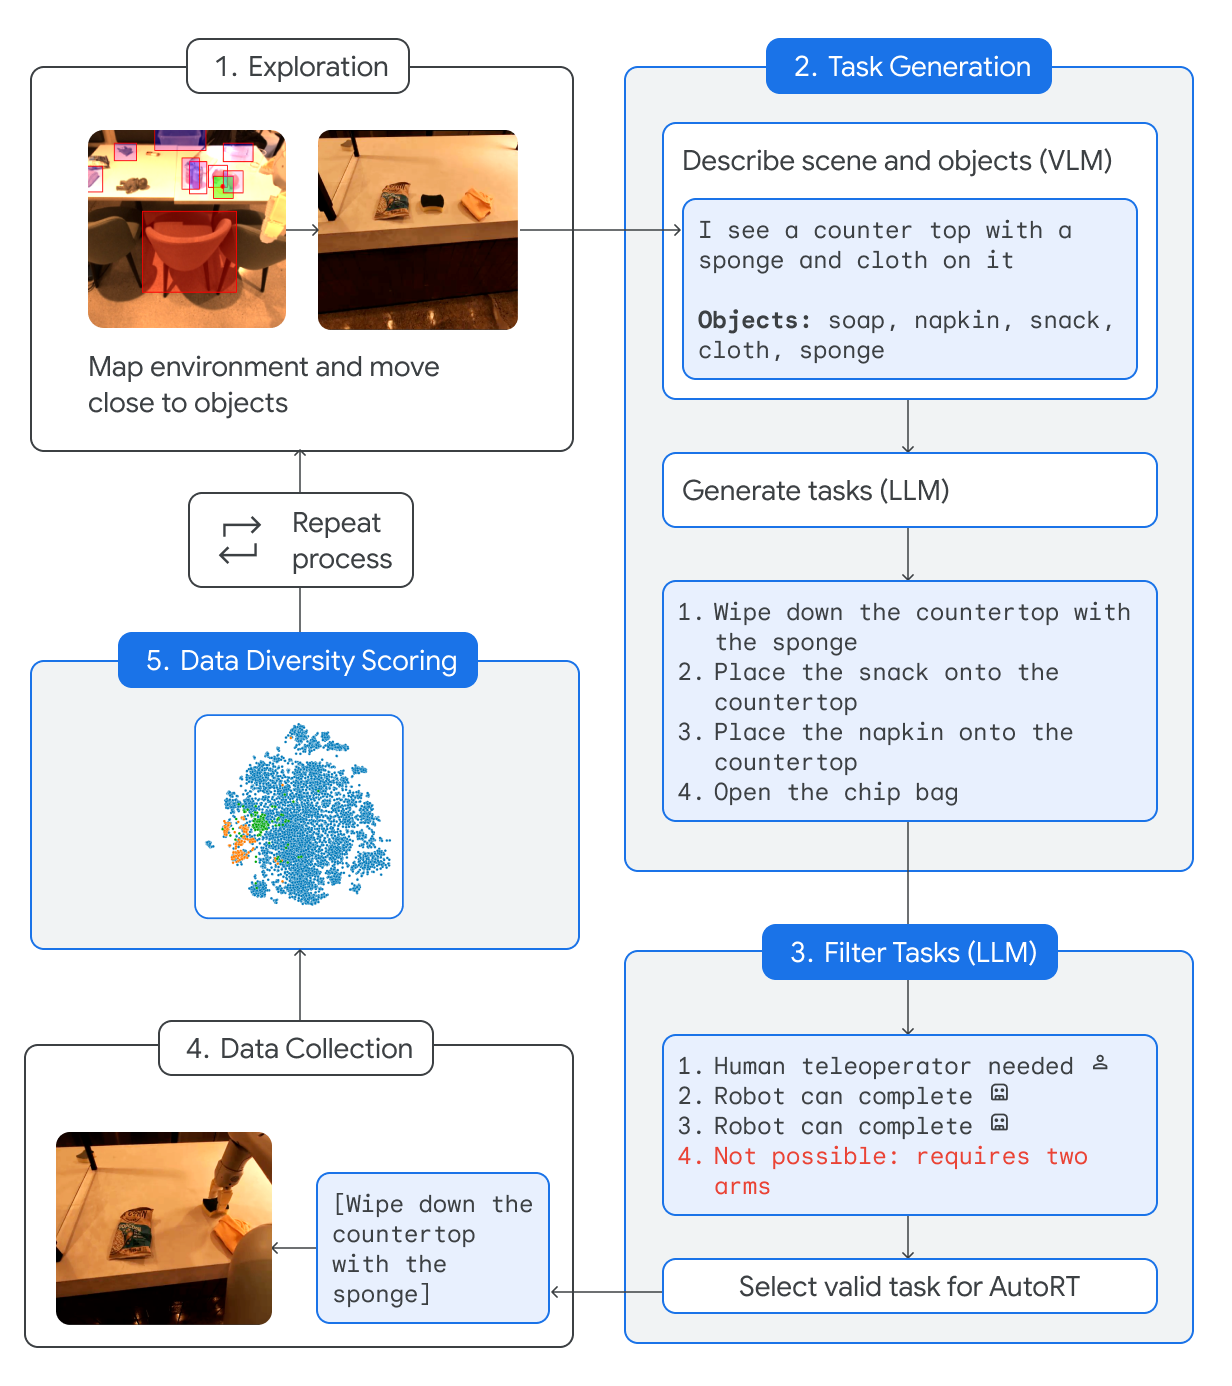 1. Exploration
Map environment and move
close to objects
2. Task Generation
Describe scene and objects (VLM)
I see a counter top with a
sponge and cloth on it
Objects: soap, napkin, snack,
cloth, sponge
Generate tasks (LLM)
1. Wipe down the countertop with
the sponge
2. Place the snack onto the
countertop
3. Place the napkin onto the
countertop
4. Open the chip bag
3. Filter Tasks (LLM)
1. Human teleoperator needed
2. Robot can complete
3. Robot can complete
4. Not possible: requires two
arms
Select valid task for AutoRT
4. Data Collection
[Wipe down the
countertop
with the
sponge]
5. Data Diversity Scoring
Repeat
process